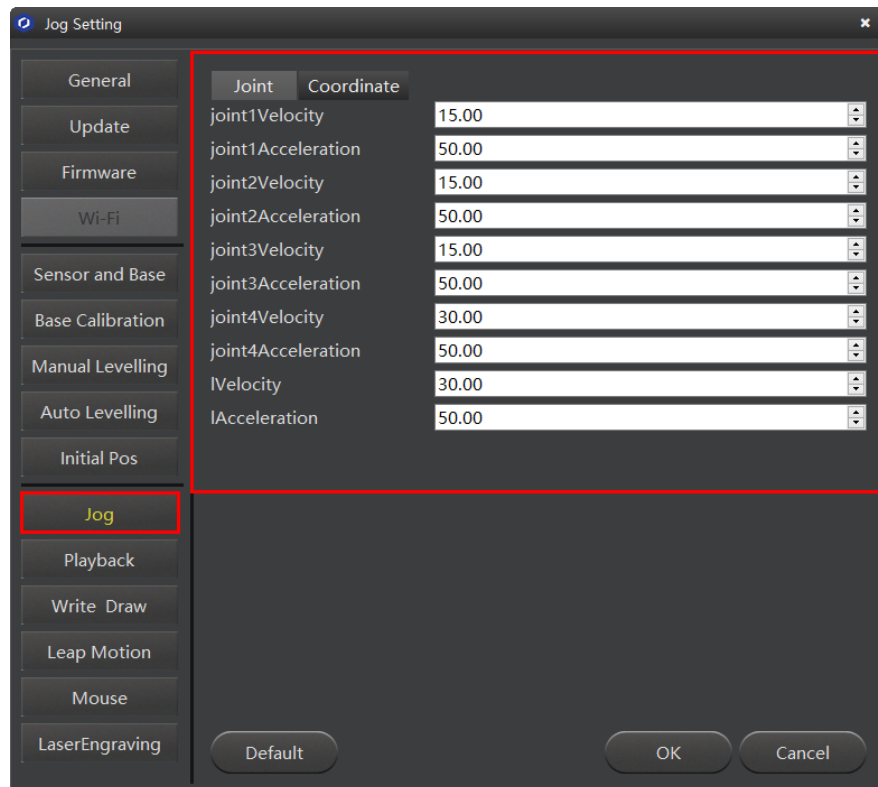 Jog Setting
General
Update
Firmware
Wi-Fi
Sensor and Base
Base Calibration
Manual Levelling
Auto Levelling
Initial Pos
Jog
Playback
Write Draw
Leap Motion
Mouse
LaserEngraving
Joint Coordinate
joint1Velocity 15.00
joint1Acceleration 50.00
joint2Velocity 15.00
joint2Acceleration 50.00
joint3Velocity 15.00
joint3Acceleration 50.00
joint4Velocity 30.00
joint4Acceleration 50.00
lVelocity 30.00
lAcceleration 50.00
Default OK Cancel